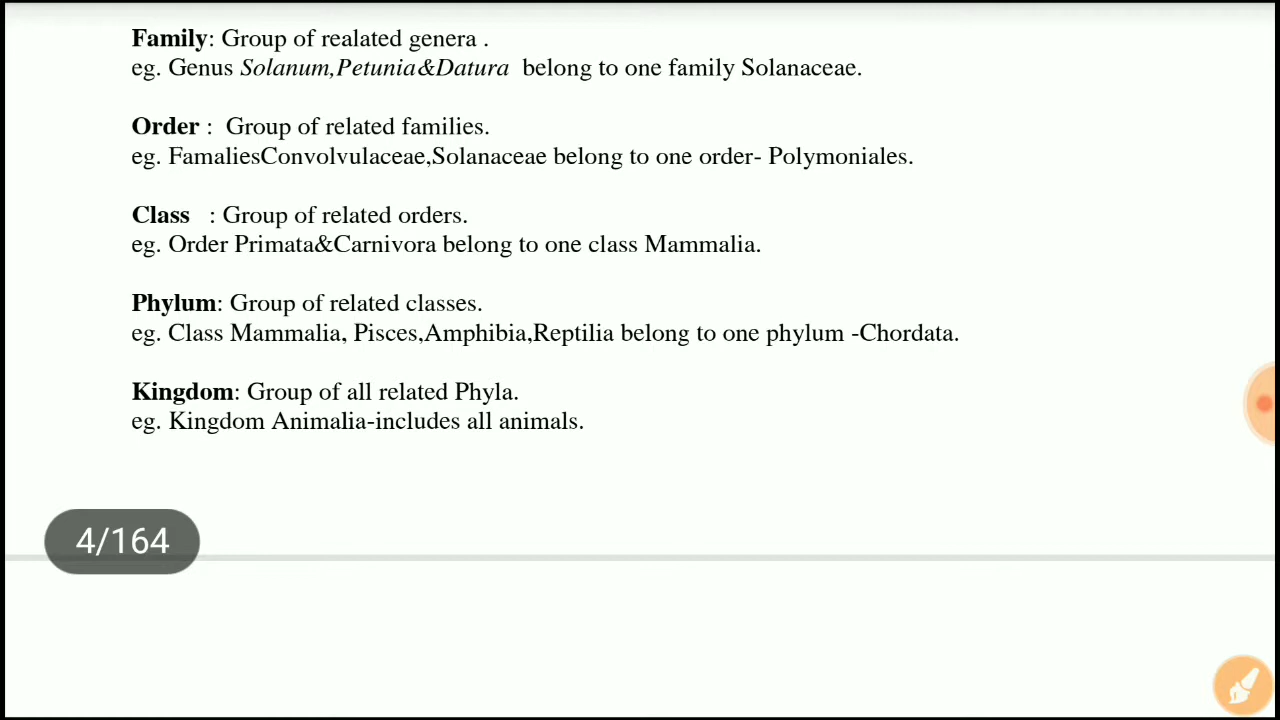 Family: Group of realated genera .
eg. Genus Solanum,Petunia&Datura belong to one family Solanaceae.
Order : Group of related families.
eg. FamaliesConvolvulaceae,Solanaceae belong to one order- Polymoniales.
Class : Group of related orders.
eg. Order Primata&Carnivora belong to one class Mammalia.
Phylum: Group of related classes.
eg. Class Mammalia, Pisces,Amphibia,Reptilia belong to one phylum -Chordata.
Kingdom: Group of all related Phyla.
eg. Kingdom Animalia-includes all animals.
4/164